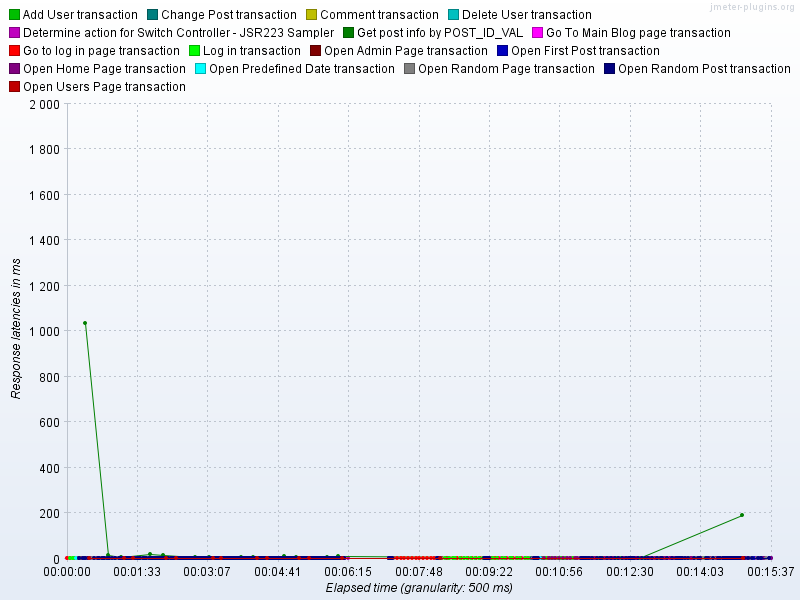 jmeter-plugins.org
Add User transaction Change Post transaction Comment transaction Delete User transaction
Determine action for Switch Controller - JSR223 Sampler Get post info by POST_ID_VAL Go To Main Blog page transaction
Go to log in page transaction Log in transaction Open Admin Page transaction Open First Post transaction
Open Home Page transaction Open Predefined Date transaction Open Random Page transaction Open Random Post transaction
Open Users Page transaction
2 000
1 800
1 600
1 400
1 200
1 000
800
600
400
200
0
Response latencies in ms
00:00:00 00:01:33 00:03:07 00:04:41 00:06:15 00:07:48 00:09:22 00:10:56 00:12:30 00:14:03 00:15:37
Elapsed time (granularity: 500 ms)